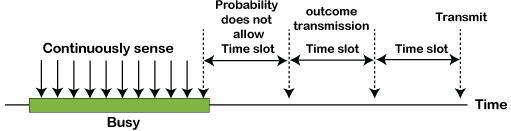 Probability
does not
allow
Time slot
outcome
transmission
Time slot
Transmit
Time slot
Continuously sense
Time
Busy